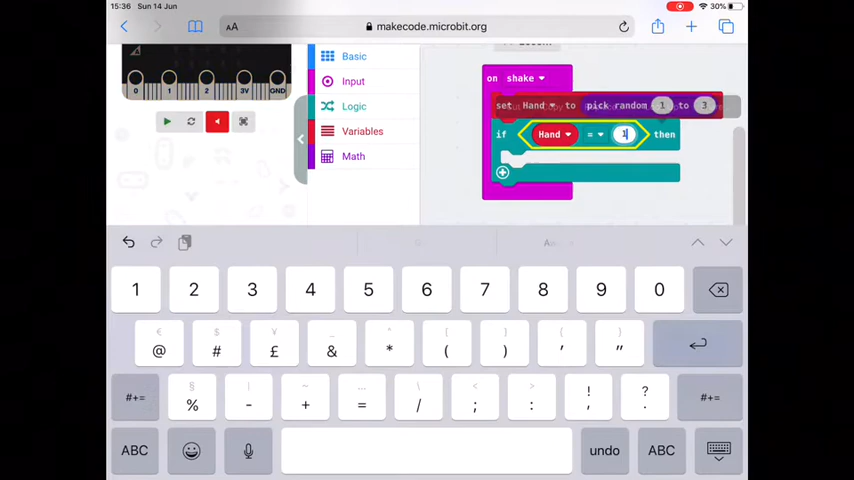 15:36 Sun 14 Jun 30%
AA makecode.microbit.org
0 1 2 3V GND
Basic
Input
Logic
Variables
Math
on shake
set Hand to pick random 1 to 3
if Hand = 1 then
1 2 3 4 5 6 7 8 9 0
€ $ ¥ _ ^ [ ] { }
@ # £ & * ( ) ' "
§ | ~ … \ < >
#+= % - + = / ; : ! , ? . #+=
ABC undo ABC